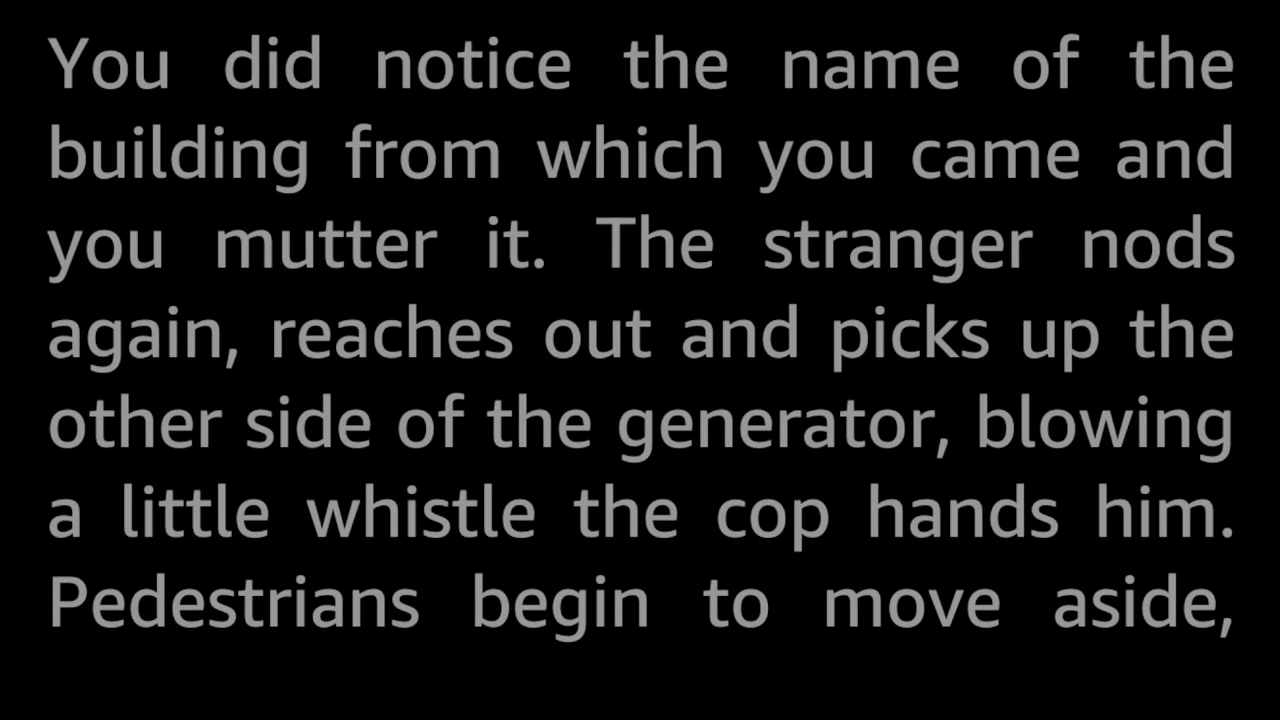 You did notice the name of the
building from which you came and
you mutter it. The stranger nods
again, reaches out and picks up the
other side of the generator, blowing
a little whistle the cop hands him.
Pedestrians begin to move aside,